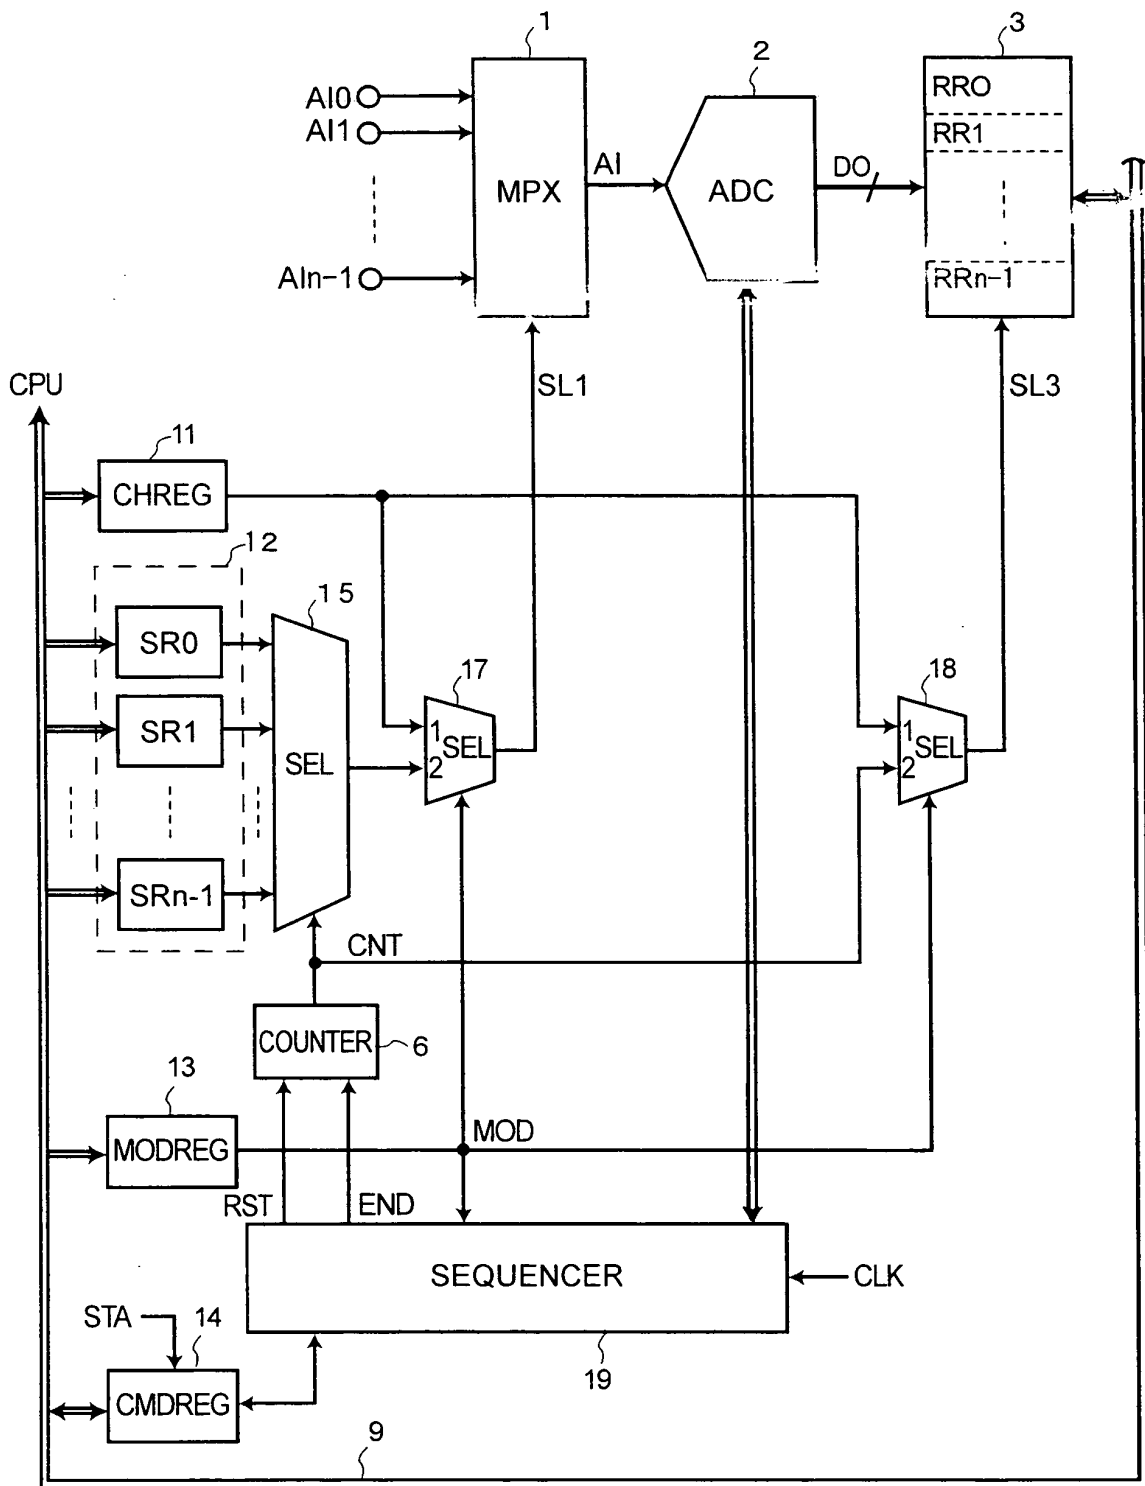 1
2
3
AI0
AI1
AIn-1
MPX
AI
ADC
DO
RR0
RR1
RRn-1
CPU
SL1
SL3
11
CHREG
12
15
SR0
SR1
SRn-1
SEL
17
1
2
SEL
18
1
2
SEL
CNT
COUNTER
6
13
MODREG
MOD
RST
END
SEQUENCER
CLK
19
STA
14
CMDREG
9